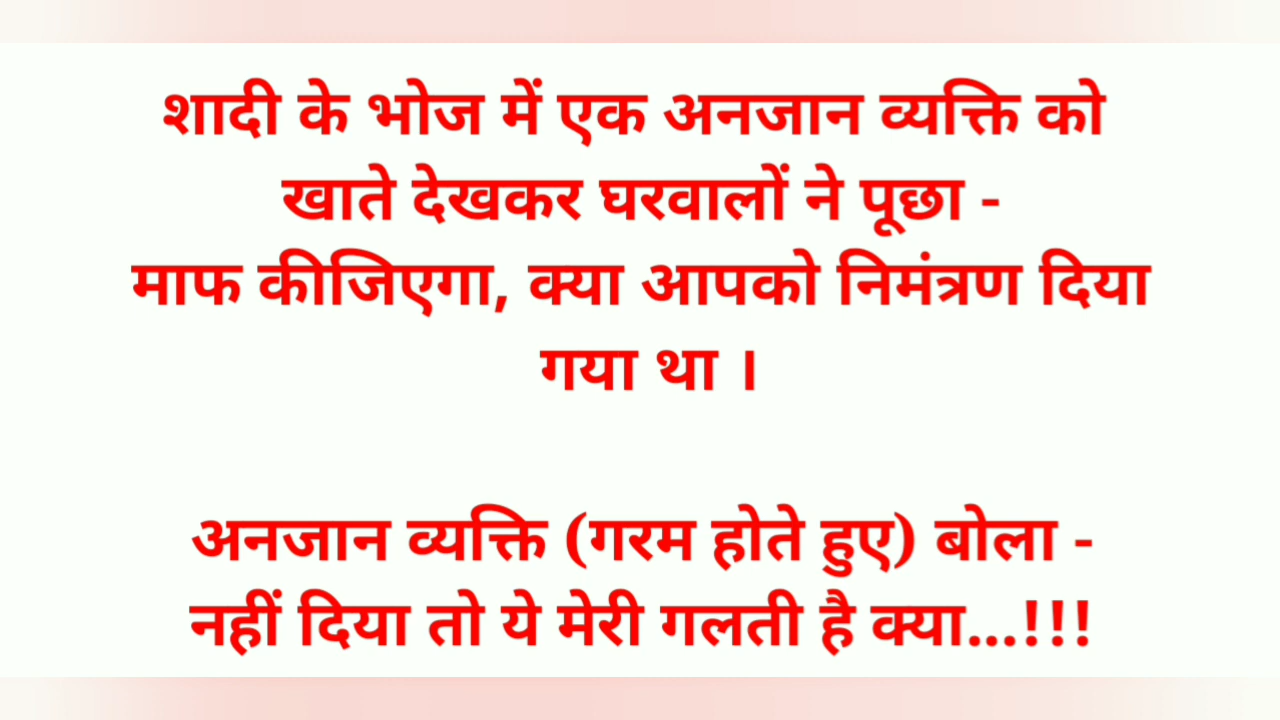 शादी के भोज में एक अनजान व्यक्ति को
खाते देखकर घरवालों ने पूछा -
माफ कीजिएगा, क्या आपको निमंत्रण दिया
गया था ।
अनजान व्यक्ति (गरम होते हुए) बोला -
नहीं दिया तो ये मेरी गलती है क्या...!!!